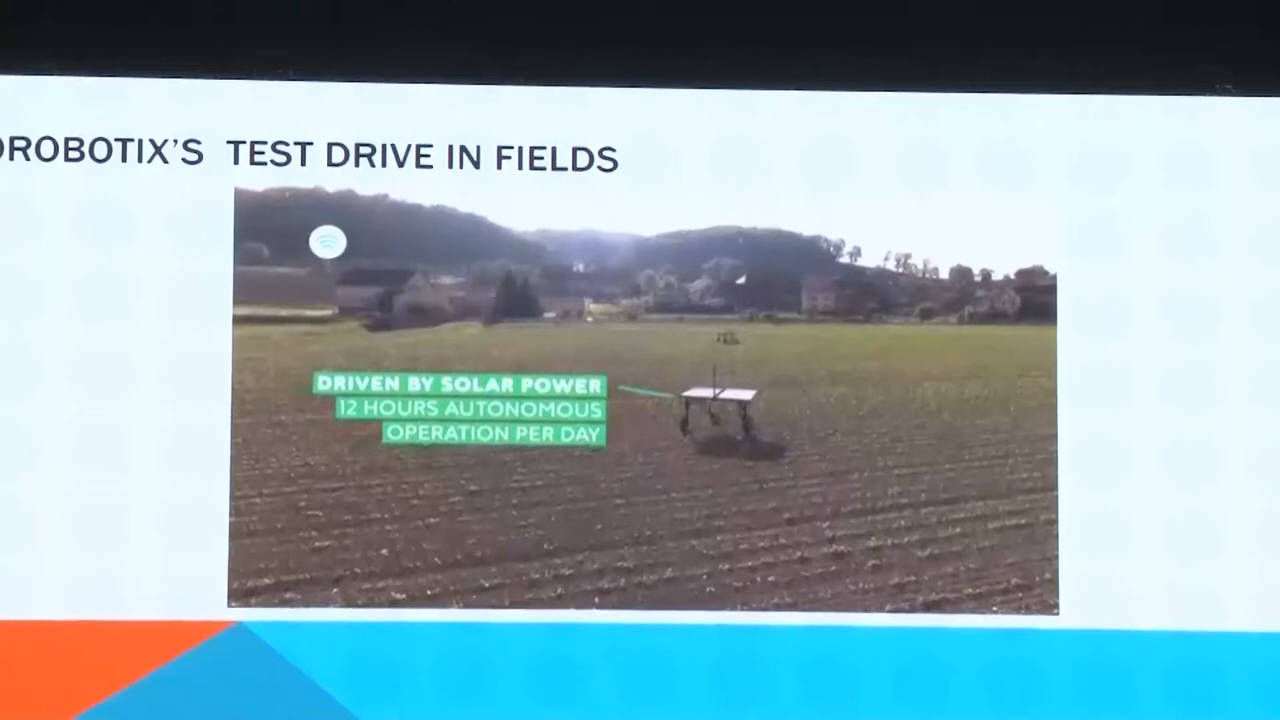 OROBOTIX'S TEST DRIVE IN FIELDS
DRIVEN BY SOLAR POWER
12 HOURS AUTONOMOUS
OPERATION PER DAY